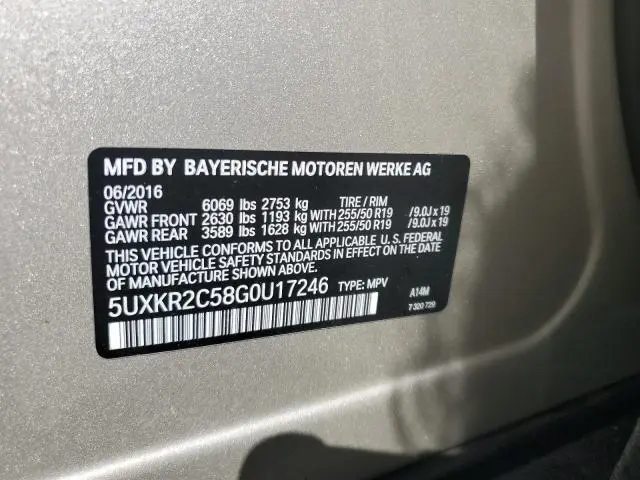 MFD BY BAYERISCHE MOTOREN WERKE AG
06/2016
GVWR 6069 lbs 2753 kg TIRE / RIM
GAWR FRONT 2630 lbs 1193 kg WITH 255/50 R19 /9.0J x 19
GAWR REAR 3589 lbs 1628 kg WITH 255/50 R19 /9.0J x 19
THIS VEHICLE CONFORMS TO ALL APPLICABLE U. S. FEDERAL
MOTOR VEHICLE SAFETY STANDARDS IN EFFECT ON THE DATE
OF MANUFACTURE SHOWN ABOVE.
5UXKR2C58G0U17246 TYPE: MPV
A14M
7 320 729